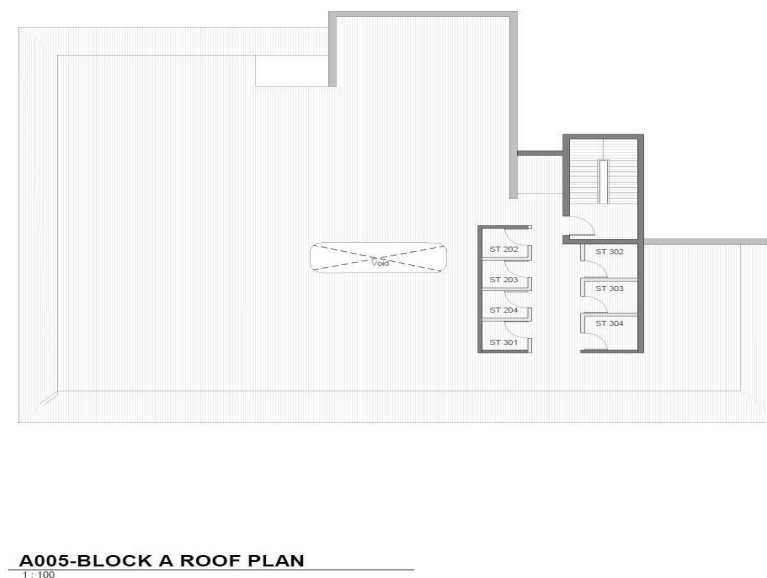 ST 202
ST 302
Void
ST 203
ST 303
ST 204
ST 304
ST 301
A005-BLOCK A ROOF PLAN
1 : 100